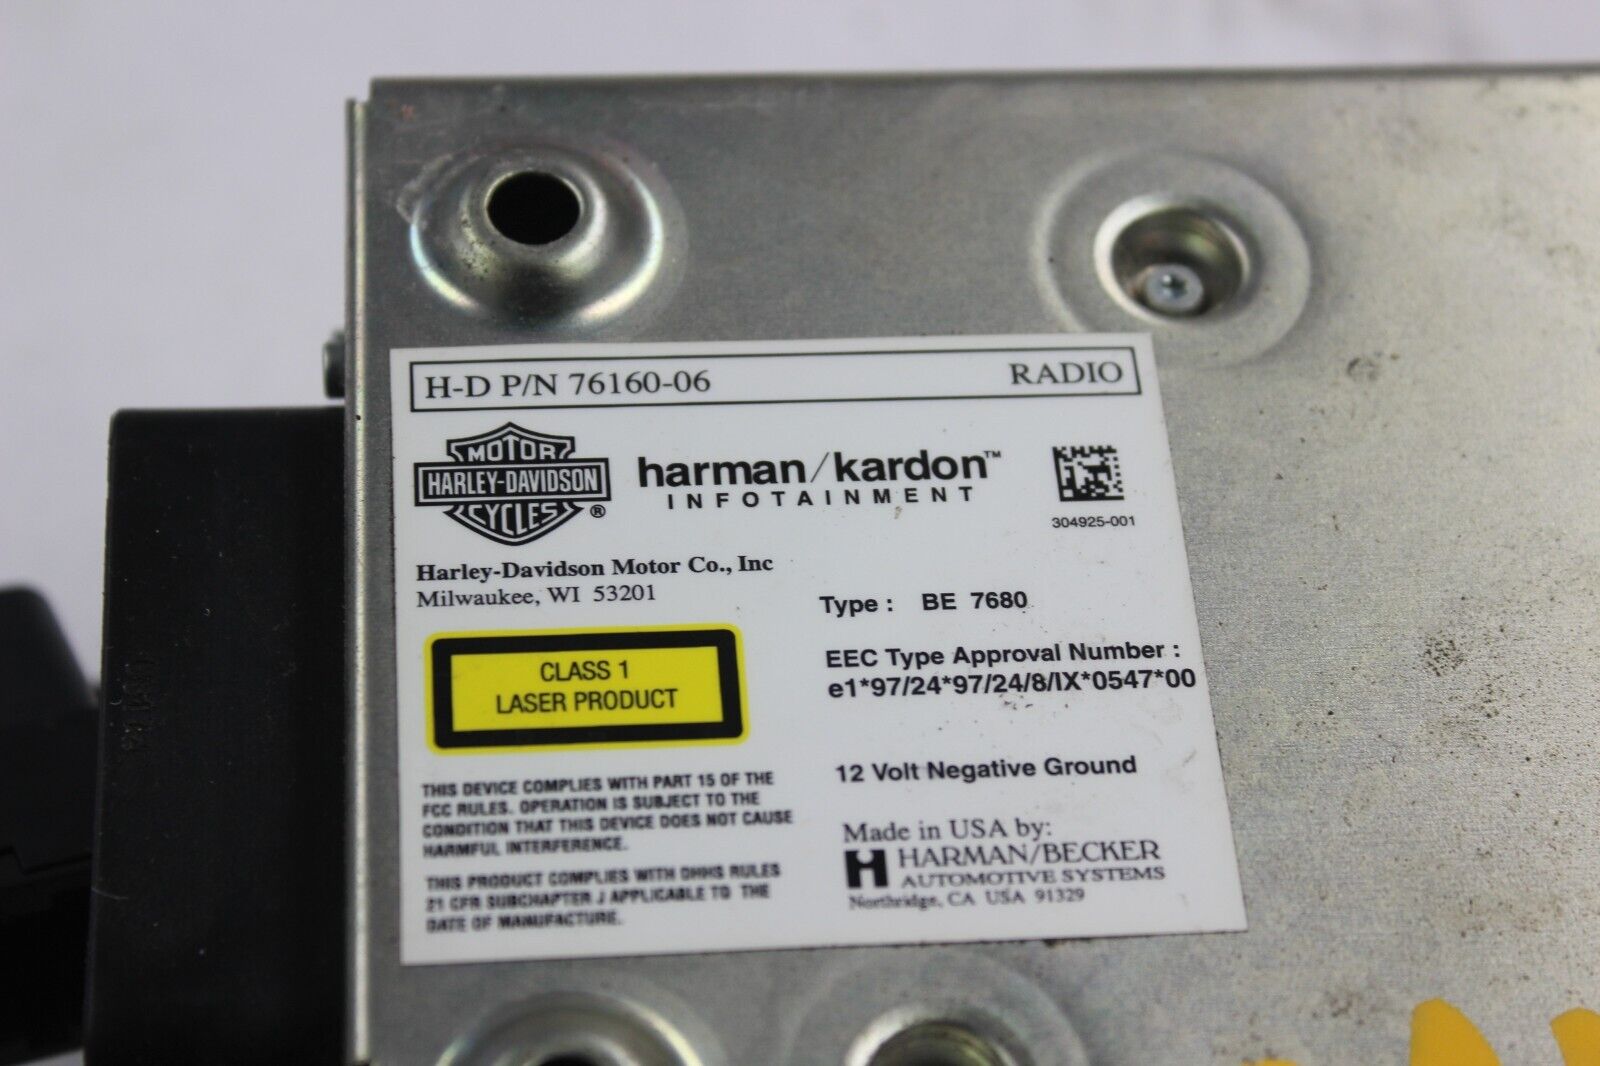 H-D P/N 76160-06 RADIO
MOTOR
HARLEY-DAVIDSON
CYCLES ®
harman/kardon™
INFOTAINMENT
304925-001
Harley-Davidson Motor Co., Inc
Milwaukee, WI 53201
Type : BE 7680
CLASS 1
LASER PRODUCT
EEC Type Approval Number :
e1*97/24*97/24/8/IX*0547*00
12 Volt Negative Ground
THIS DEVICE COMPLIES WITH PART 15 OF THE
FCC RULES. OPERATION IS SUBJECT TO THE
CONDITION THAT THIS DEVICE DOES NOT CAUSE
HARMFUL INTERFERENCE.
THIS PRODUCT COMPLIES WITH DHHS RULES
21 CFR SUBCHAPTER J APPLICABLE TO THE
DATE OF MANUFACTURE.
Made in USA by:
HARMAN/BECKER
AUTOMOTIVE SYSTEMS
Northridge, CA USA 91329